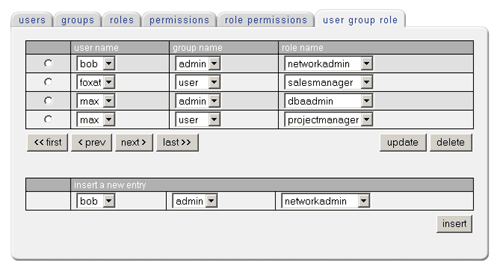 users groups roles permissions role permissions user group role
user name group name role name
bob admin networkadmin
foxat user salesmanager
max admin dbaadmin
max user projectmanager
<<first <prev next> last>> update delete
insert a new entry
bob admin networkadmin
insert